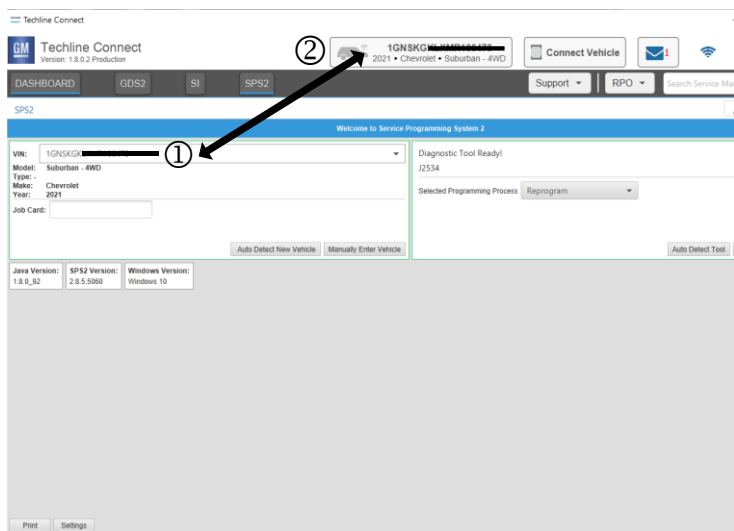 Techline Connect
GM
Techline Connect
Version: 1.8.0.2 Production
②
1GNSKG
2021 • Chevrolet • Suburban - 4WD
Connect Vehicle
1
DASHBOARD
GDS2
SI
SPS2
Support
RPO
Search Service Ma
SPS2
Welcome to Service Programming System 2
VIN:
1GNSKGK
①
Model: Suburban - 4WD
Type: -
Make: Chevrolet
Year: 2021
Job Card:
Auto Detect New Vehicle
Manually Enter Vehicle
Diagnostic Tool Ready!
J2534
Selected Programming Process
Reprogram
Auto Detect Tool
Java Version:
1.8.0_92
SPS2 Version:
2.8.5.5060
Windows Version:
Windows 10
Print
Settings